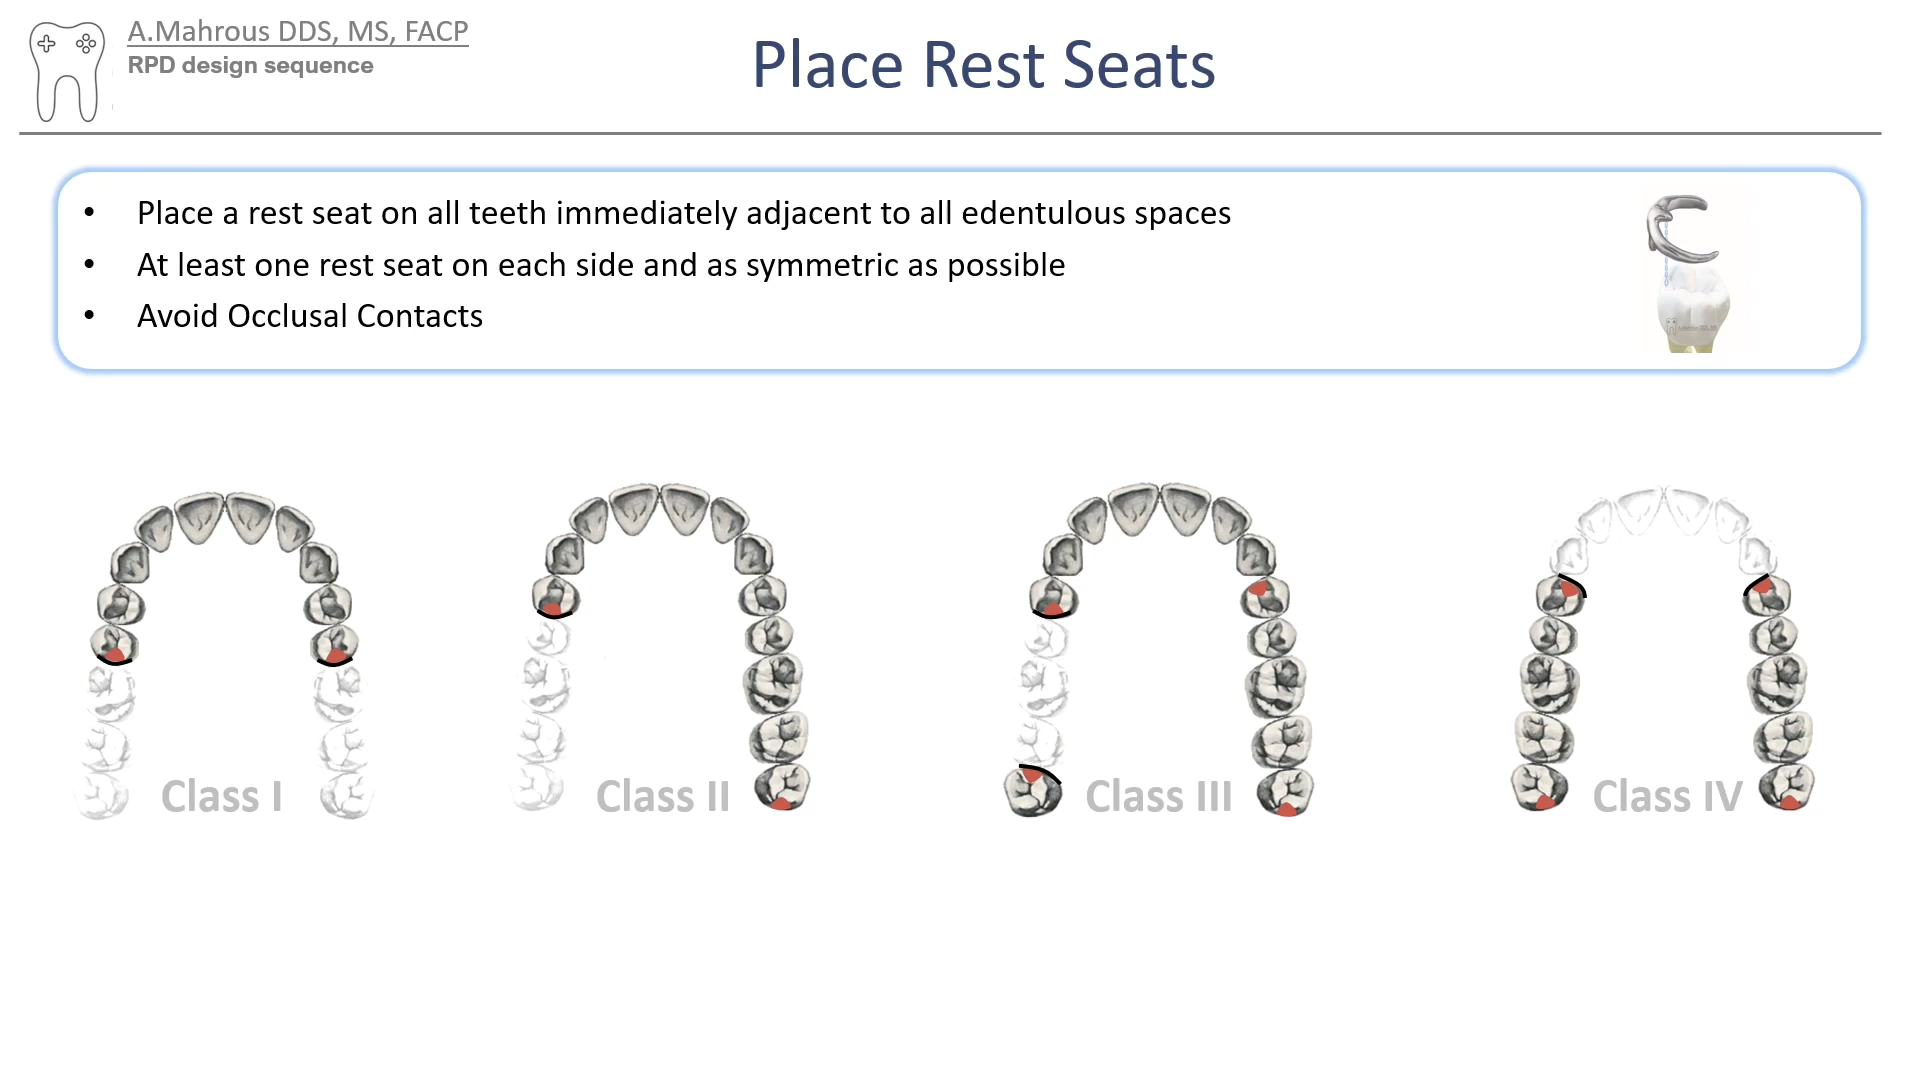 A.Mahrous DDS, MS, FACP
RPD design sequence
Place Rest Seats
• Place a rest seat on all teeth immediately adjacent to all edentulous spaces
• At least one rest seat on each side and as symmetric as possible
• Avoid Occlusal Contacts
Class I
Class II
Class III
Class IV